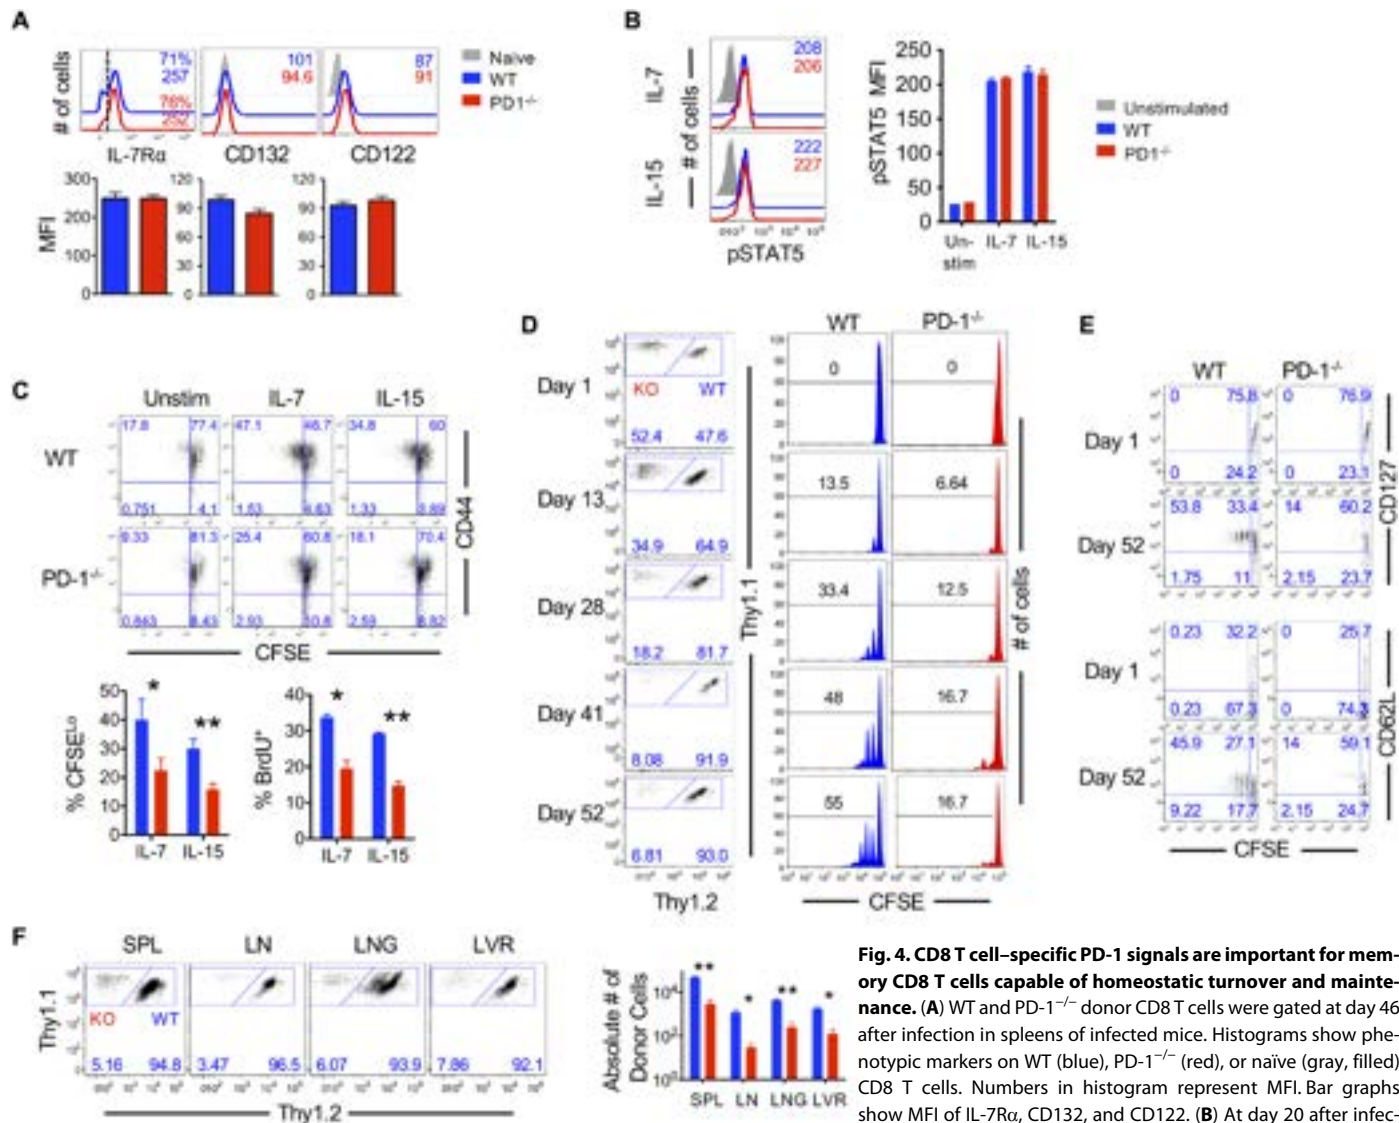 A
# of cells
71%
257
76%
252
101
94.6
87
91
Naive
WT
PD1-/-
IL-7Rα
CD132
CD122
MFI
300
200
100
0
120
90
60
30
0
120
90
60
30
0
B
IL-7
IL-15
# of cells
208
206
222
227
pSTAT5
pSTAT5 MFI
250
200
150
100
50
0
Un-
stim
IL-7
IL-15
Unstimulated
WT
PD1-/-
C
Unstim
IL-7
IL-15
WT
17.8 77.4
47.1 46.7
34.8 60
0.751 4.1
1.53 4.63
1.33 3.89
PD-1-/-
9.33 81.3
25.4 60.8
18.1 70.4
0.843 8.43
2.93 10.8
2.59 8.82
CD44
CFSE
% CFSELo
50
40
30
20
10
0
* **
IL-7 IL-15
% BrdU+
40
30
20
10
0
* **
IL-7 IL-15
D
WT
PD-1-/-
Day 1
KO WT
52.4 47.6
0
0
Day 13
34.9 64.9
13.5
6.64
Day 28
18.2 81.7
33.4
12.5
Day 41
8.08 91.9
48
16.7
Day 52
6.81 93.0
55
16.7
Thy1.1
Thy1.2
# of cells
CFSE
E
WT
PD-1-/-
Day 1
0 75.8
0 76.9
0 24.2
0 23.1
Day 52
53.8 33.4
14 60.2
1.75 11
2.15 23.7
CD127
Day 1
0.23 32.2
0 25.7
0.23 67.3
0 74.3
Day 52
45.9 27.1
14 59.1
9.22 17.7
2.15 24.7
CD62L
CFSE
F
SPL
LN
LNG
LVR
Thy1.1
KO WT
5.16 94.8
3.47 96.5
6.07 93.9
7.86 92.1
Thy1.2
Absolute # of
Donor Cells
10^4
10^2
10^0
** * ** *
SPL LN LNG LVR
Fig. 4. CD8 T cell–specific PD-1 signals are important for mem-
ory CD8 T cells capable of homeostatic turnover and mainte-
nance. (A) WT and PD-1−/− donor CD8 T cells were gated at day 46
after infection in spleens of infected mice. Histograms show phe-
notypic markers on WT (blue), PD-1−/− (red), or naïve (gray, filled)
CD8 T cells. Numbers in histogram represent MFI. Bar graphs
show MFI of IL-7Rα, CD132, and CD122. (B) At day 20 after infec-